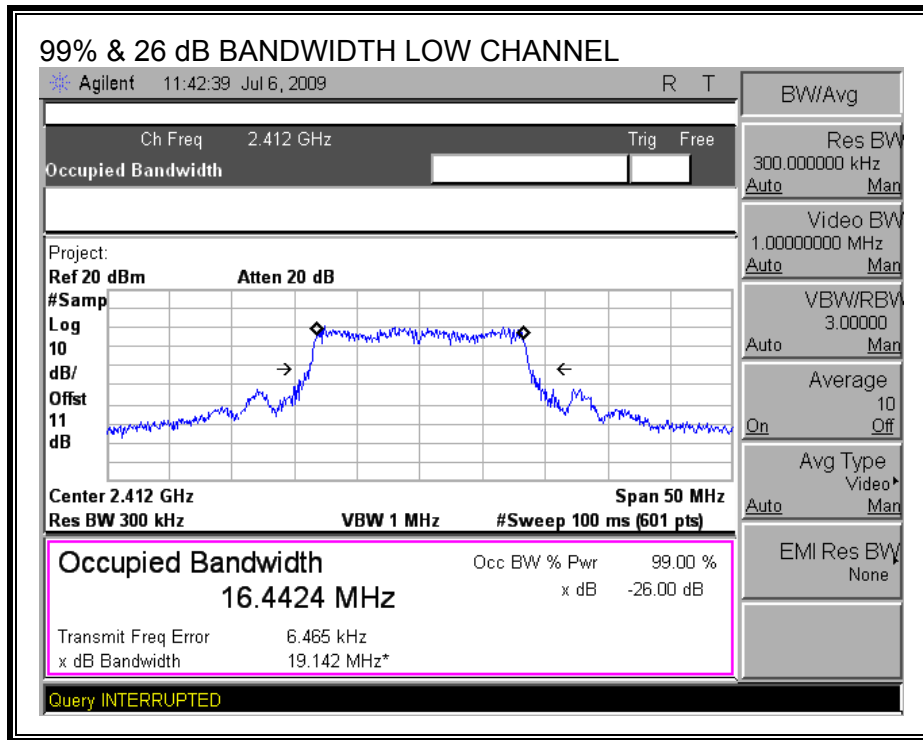 99% & 26 dB BANDWIDTH LOW CHANNEL
Agilent 11:42:39 Jul 6, 2009 R T
Ch Freq 2.412 GHz Trig Free
Occupied Bandwidth
Project:
Ref 20 dBm Atten 20 dB
#Samp
Log
10
dB/
Offst
11
dB
Center 2.412 GHz Span 50 MHz
Res BW 300 kHz VBW 1 MHz #Sweep 100 ms (601 pts)
Occupied Bandwidth
16.4424 MHz
Occ BW % Pwr 99.00 %
x dB -26.00 dB
Transmit Freq Error 6.465 kHz
x dB Bandwidth 19.142 MHz*
Query INTERRUPTED
BW/Avg
Res BW
300.000000 kHz
Auto Man
Video BW
1.00000000 MHz
Auto Man
VBW/RBW
3.00000
Auto Man
Average
10
On Off
Avg Type
Video
Auto Man
EMI Res BW
None